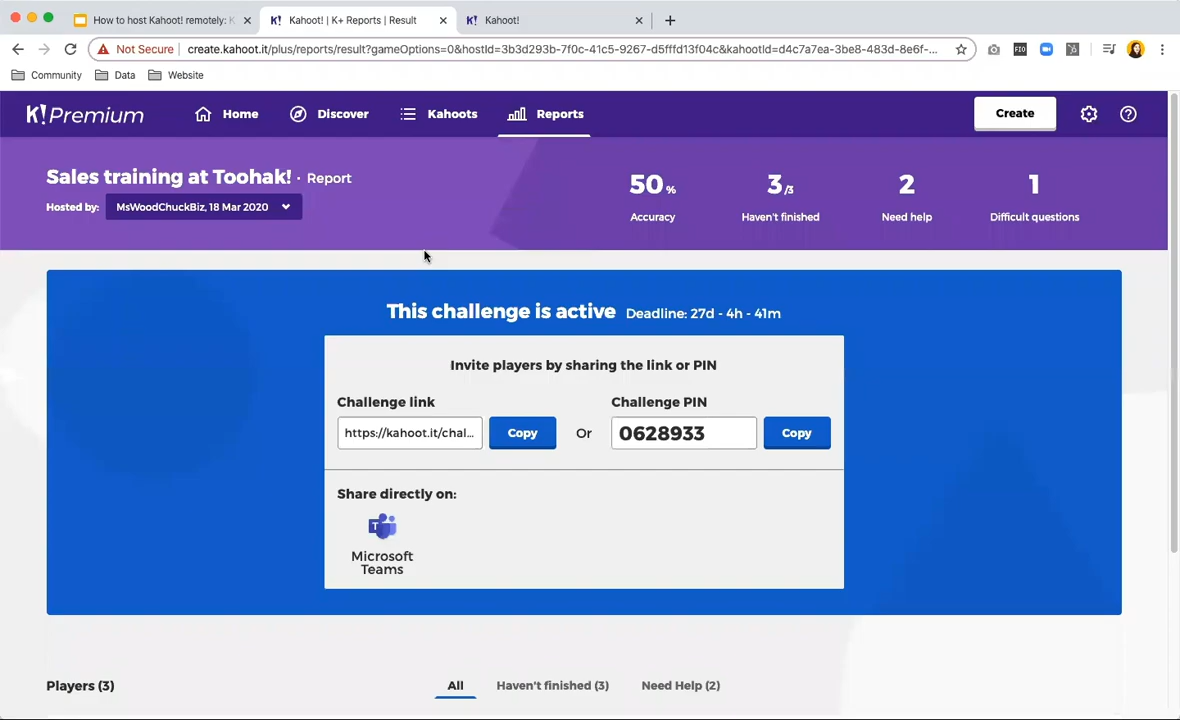 How to host Kahoot! remotely: K
Kahoot! | K+ Reports | Result
K! Kahoot!
Not Secure | create.kahoot.it/plus/reports/result?gameOptions=0&hostId=3b3d293b-7f0c-41c5-9267-d5fffd13f04c&kahootId=d4c7a7ea-3be8-483d-8e6f-...
FIO
Community
Data
Website
K! Premium
Home
Discover
Kahoots
Reports
Create
Sales training at Toohak! · Report
Hosted by: MsWoodChuckBiz, 18 Mar 2020
50 %
Accuracy
3 /3
Haven't finished
2
Need help
1
Difficult questions
This challenge is active Deadline: 27d - 4h - 41m
Invite players by sharing the link or PIN
Challenge link
https://kahoot.it/chal...
Copy
Or
Challenge PIN
0628933
Copy
Share directly on:
Microsoft
Teams
Players (3)
All
Haven't finished (3)
Need Help (2)